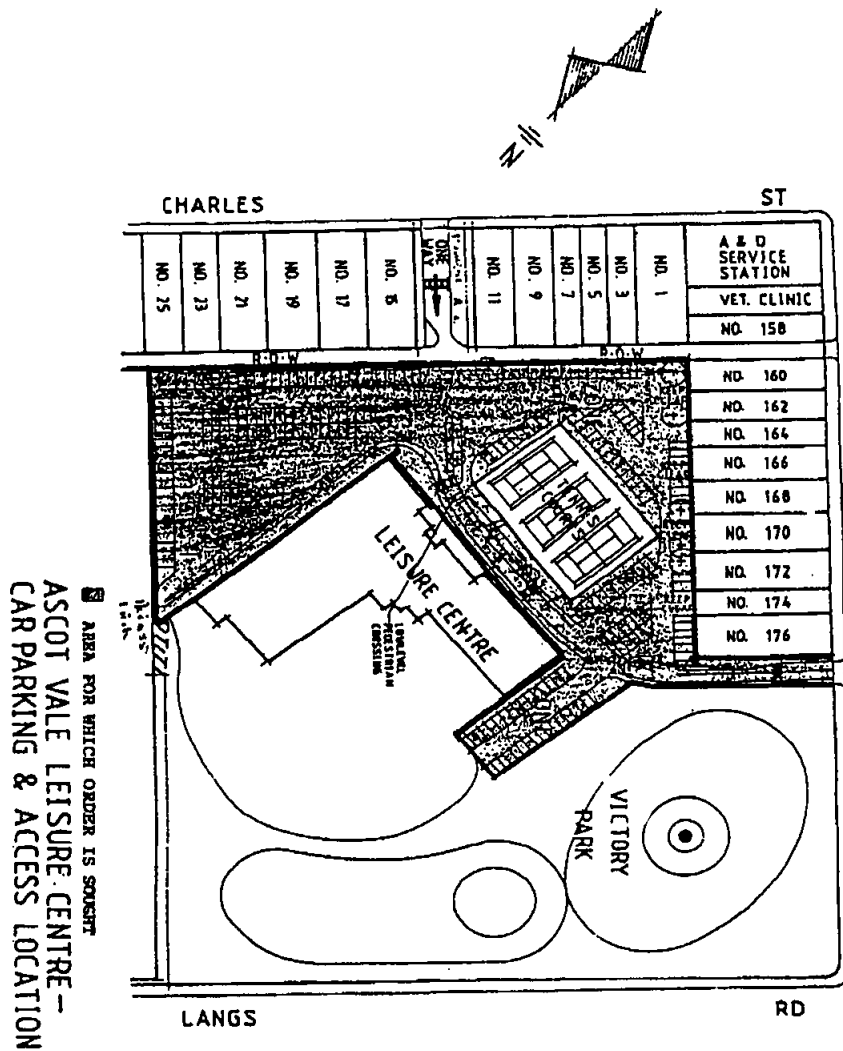 N
CHARLES
ST
NO. 25
NO. 23
NO. 21
NO. 19
NO. 17
NO. 15
ONE
WAY
NO. 11
NO. 9
NO. 7
NO. 5
NO. 3
NO. 1
A & D
SERVICE
STATION
VET. CLINIC
NO. 158
R.O.W
R.O.W
NO. 160
NO. 162
NO. 164
NO. 166
NO. 168
NO. 170
NO. 172
NO. 174
NO. 176
TENNIS
COURTS
LEISURE CENTRE
LOW LEVEL
PEDESTRIAN
CROSSING
VICTORY
PARK
AREA FOR WHICH ORDER IS SOUGHT
ASCOT VALE LEISURE CENTRE –
CAR PARKING & ACCESS LOCATION
LANGS
RD